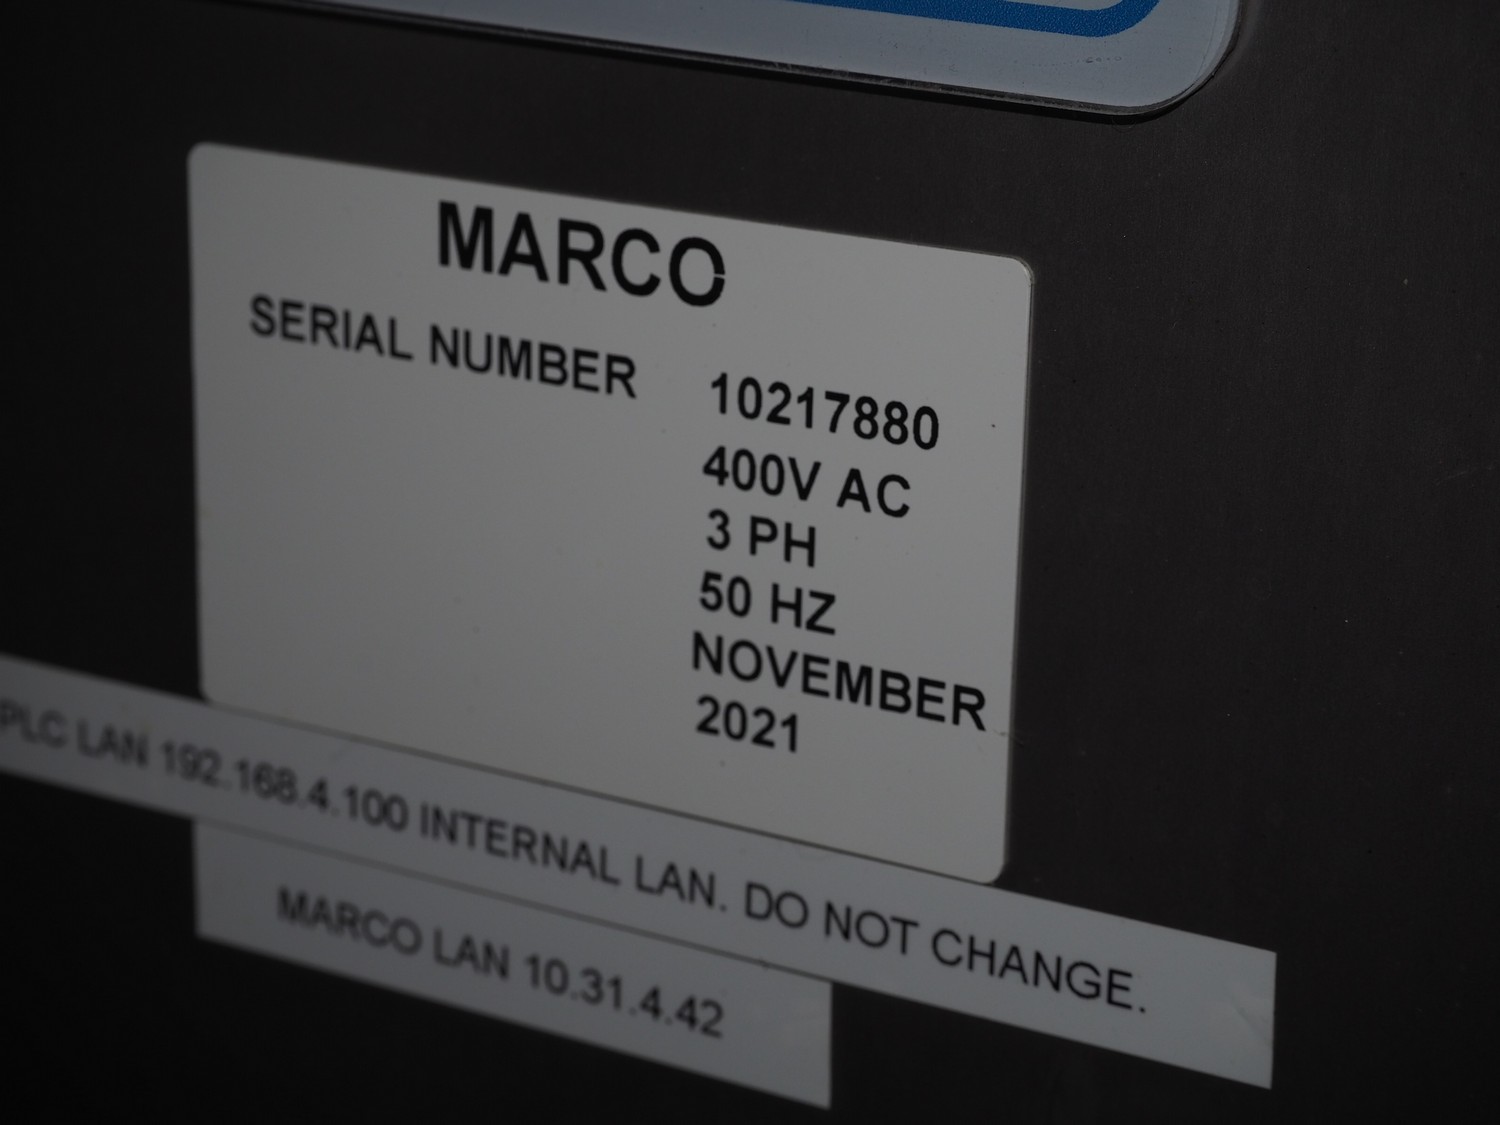 MARCO
SERIAL NUMBER 10217880
400V AC
3 PH
50 HZ
NOVEMBER
2021
PLC LAN 192.168.4.100 INTERNAL LAN. DO NOT CHANGE.
MARCO LAN 10.31.4.42